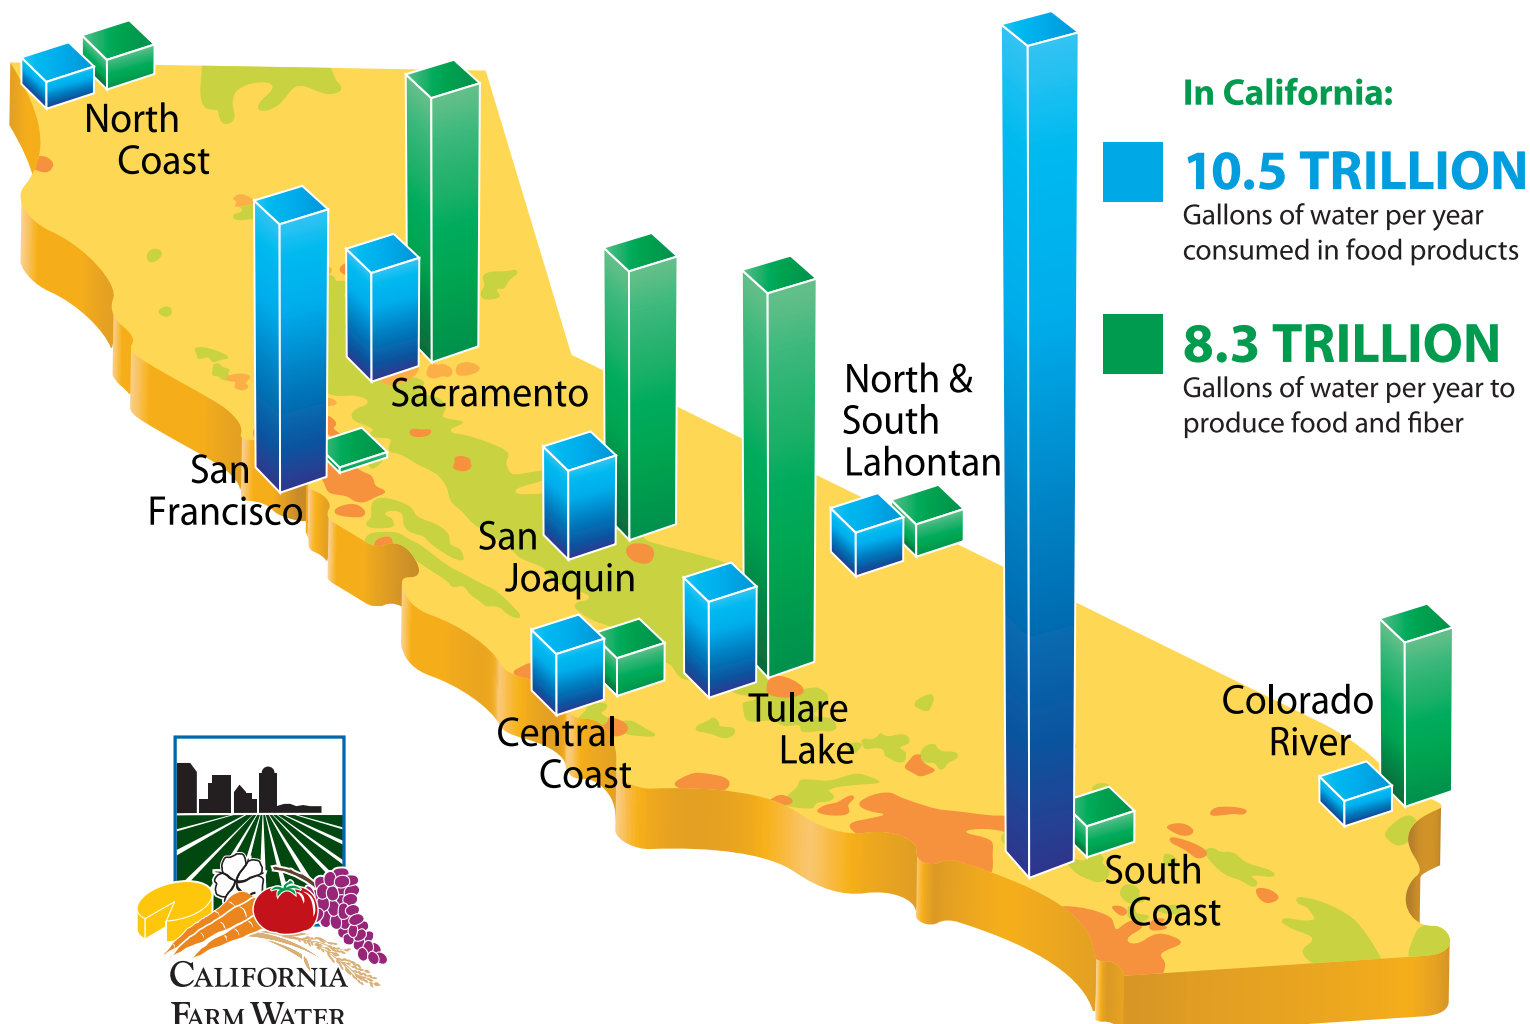 In California:
10.5 TRILLION
Gallons of water per year
consumed in food products
8.3 TRILLION
Gallons of water per year to
produce food and fiber
North
Coast
Sacramento
San
Francisco
San
Joaquin
North &
South
Lahontan
Central
Coast
Tulare
Lake
Colorado
River
South
Coast
CALIFORNIA
FARM WATER